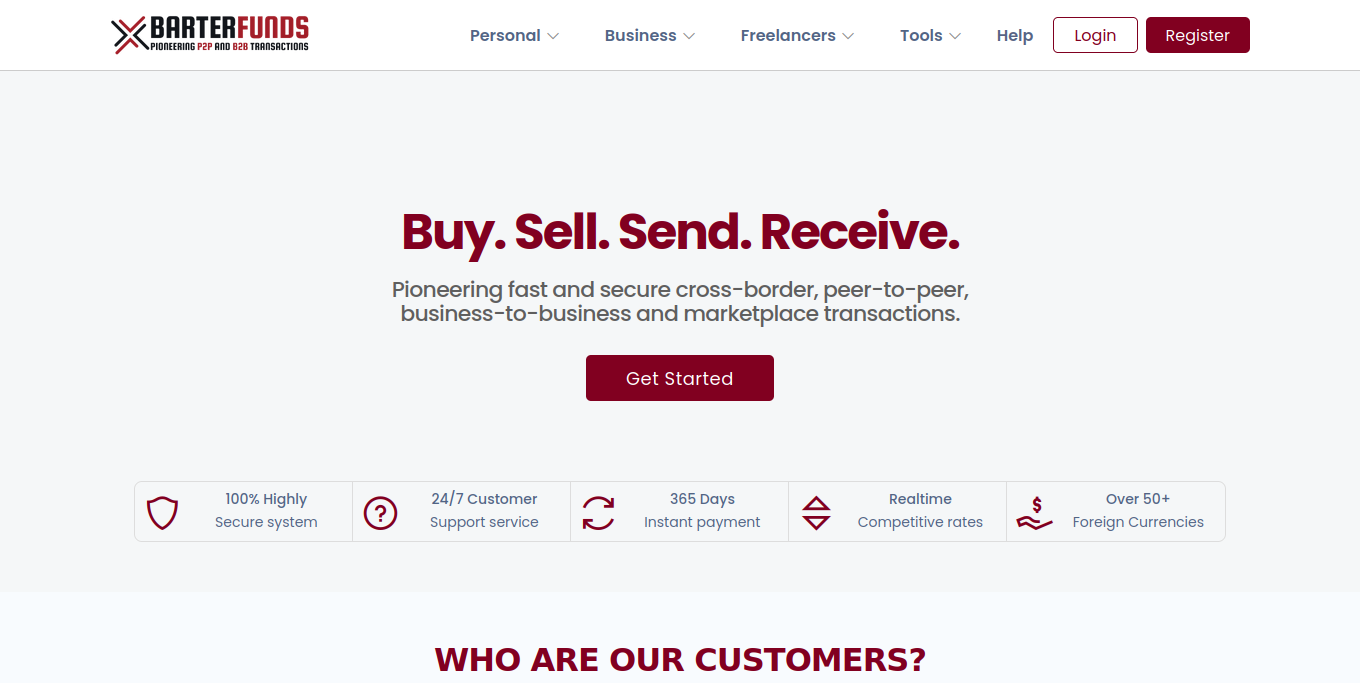 BARTERFUNDS
PIONEERING P2P AND B2B TRANSACTIONS
Personal
Business
Freelancers
Tools
Help
Login
Register
Buy. Sell. Send. Receive.
Pioneering fast and secure cross-border, peer-to-peer,
business-to-business and marketplace transactions.
Get Started
100% Highly
Secure system
24/7 Customer
Support service
365 Days
Instant payment
Realtime
Competitive rates
Over 50+
Foreign Currencies
WHO ARE OUR CUSTOMERS?